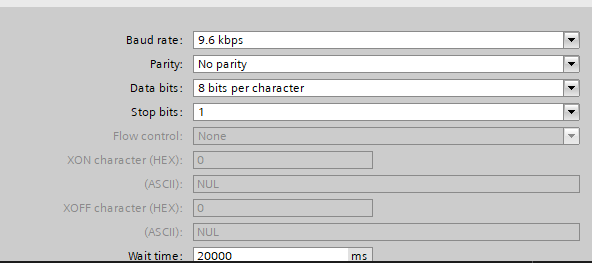 Baud rate: 9.6 kbps
Parity: No parity
Data bits: 8 bits per character
Stop bits: 1
Flow control: None
XON character (HEX): 0
(ASCII): NUL
XOFF character (HEX): 0
(ASCII): NUL
Wait time: 20000 ms